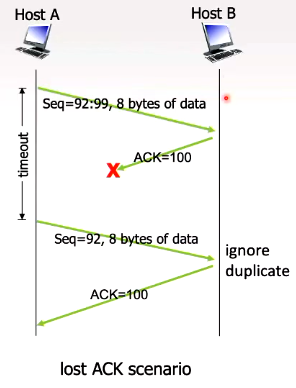 Host A
Host B
Seq=92:99, 8 bytes of data
ACK=100
X
timeout
Seq=92, 8 bytes of data
ignore
duplicate
ACK=100
lost ACK scenario